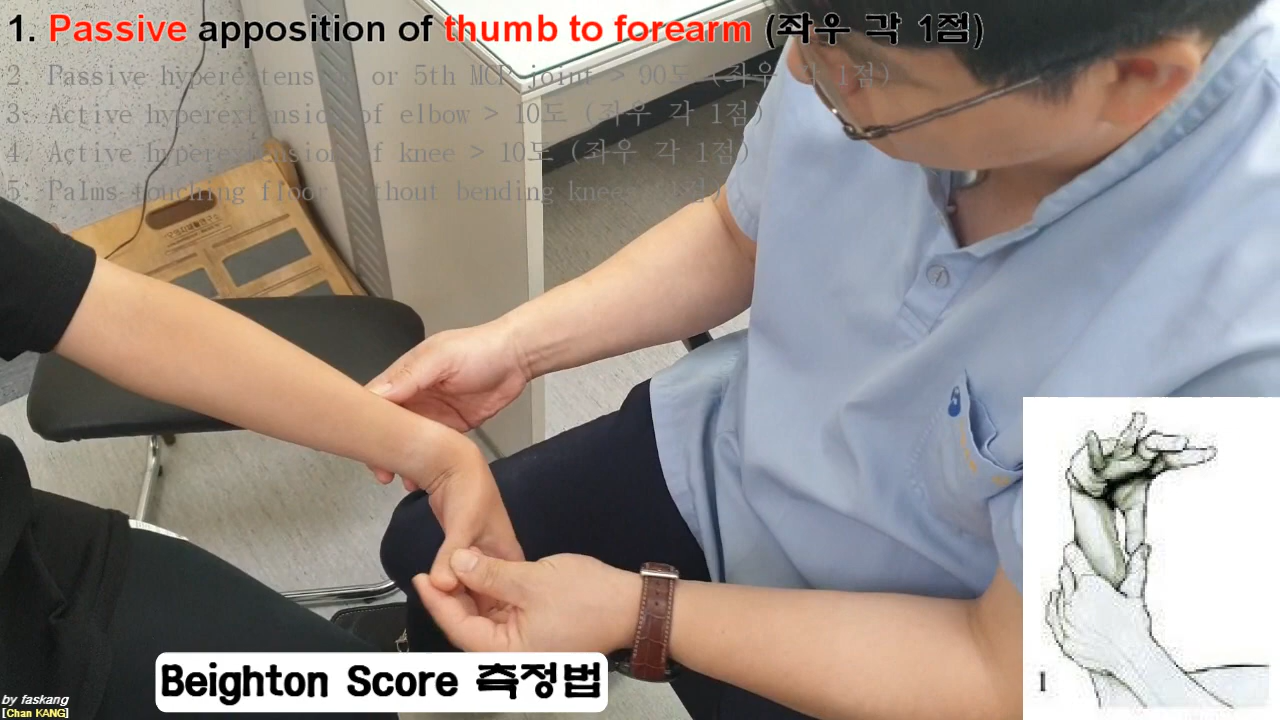 1. Passive apposition of thumb to forearm (좌우 각 1점)
2. Passive hyperextension or 5th MCP joint > 90도 (좌우 각 1점)
3. Active hyperextension of elbow > 10도 (좌우 각 1점)
4. Active hyperextension of knee > 10도 (좌우 각 1점)
5. Palms touching floor without bending knees
1
Beighton Score 측정법
by faskang
[Chan KANG]